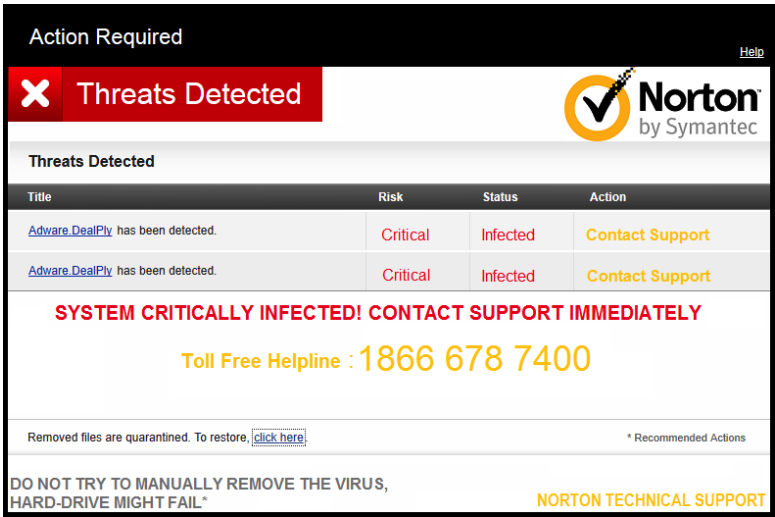 Action Required
Help
Threats Detected
Norton
by Symantec
Threats Detected
Title Risk Status Action
Adware.DealPly has been detected. Critical Infected Contact Support
Adware.DealPly has been detected. Critical Infected Contact Support
SYSTEM CRITICALLY INFECTED! CONTACT SUPPORT IMMEDIATELY
Toll Free Helpline : 1866 678 7400
Removed files are quarantined. To restore, click here. * Recommended Actions
DO NOT TRY TO MANUALLY REMOVE THE VIRUS,
HARD-DRIVE MIGHT FAIL*
NORTON TECHNICAL SUPPORT